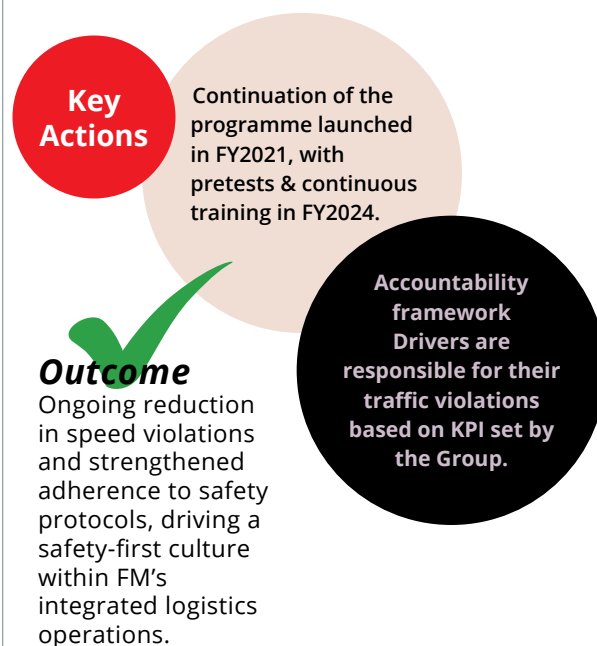 Key
Actions
Continuation of the
programme launched
in FY2021, with
pretests & continuous
training in FY2024.
Accountability
framework
Drivers are
responsible for their
traffic violations
based on KPI set by
the Group.
Outcome
Ongoing reduction
in speed violations
and strengthened
adherence to safety
protocols, driving a
safety-first culture
within FM’s
integrated logistics
operations.